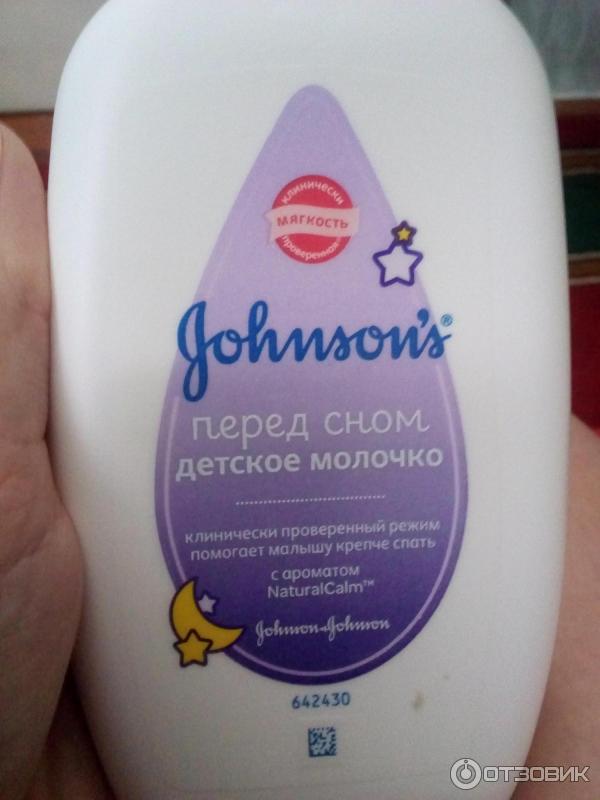 клинически
мягкость
проверенная
Johnson's®
перед сном
детское молочко
клинически проверенный режим
помогает малышу крепче спать
с ароматом
NaturalCalm™
Johnson & Johnson
642430
ОТЗОВИК